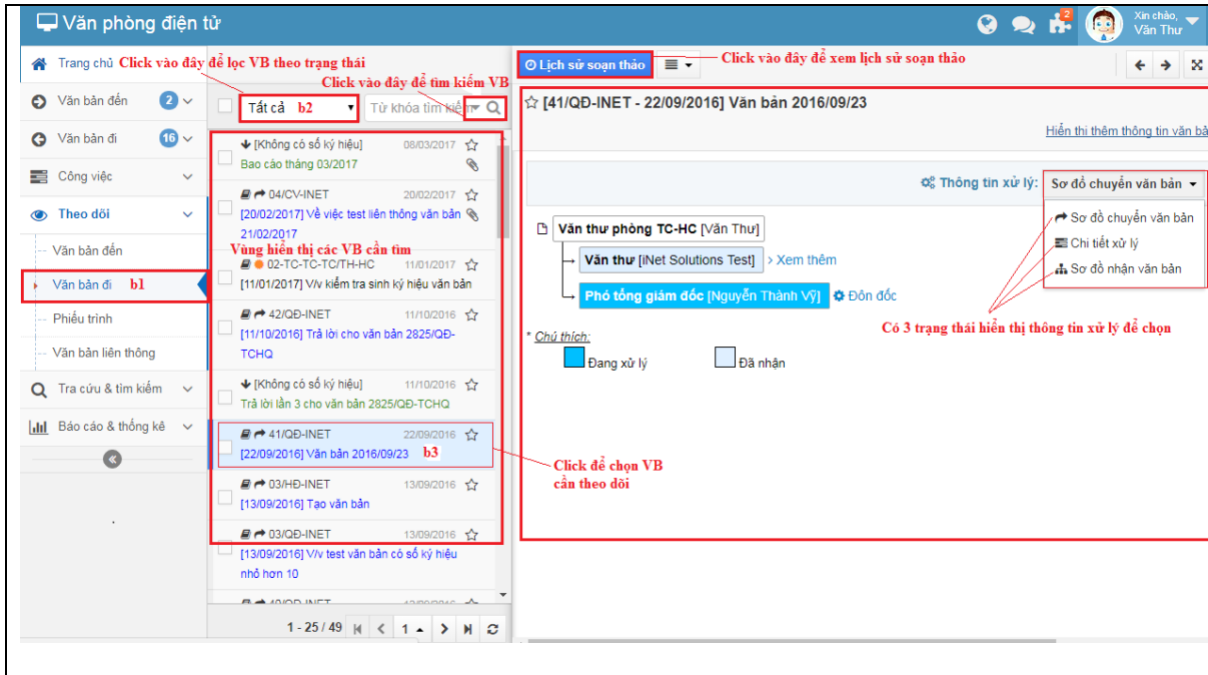 Văn phòng điện tử
2
Xin chào,
Văn Thư
Trang chủ
Click vào đây để lọc VB theo trạng thái
Click vào đây để tìm kiếm VB
Văn bản đến 2
Văn bản đi 16
Công việc
Theo dõi
Văn bản đến
Văn bản đi b1
Phiếu trình
Văn bản liên thông
Tra cứu & tìm kiếm
Báo cáo & thống kê
Tất cả b2
Từ khóa tìm kiếm
[Không có số ký hiệu] 08/03/2017
Bao cáo tháng 03/2017
04/CV-INET 20/02/2017
[20/02/2017] Về việc test liên thông văn bản
21/02/2017
Vùng hiển thị các VB cần tìm
02-TC-TC-TC/TH-HC 11/01/2017
[11/01/2017] V/v kiểm tra sinh ký hiệu văn bản
42/QĐ-INET 11/10/2016
[11/10/2016] Trả lời cho văn bản 2825/QĐ-
TCHQ
[Không có số ký hiệu] 11/10/2016
Trả lời lần 3 cho văn bản 2825/QĐ-TCHQ
41/QĐ-INET 22/09/2016
[22/09/2016] Văn bản 2016/09/23 b3
03/HĐ-INET 13/09/2016
[13/09/2016] Tạo văn bản
03/QĐ-INET 13/09/2016
[13/09/2016] V/v test văn bản có số ký hiệu
nhỏ hơn 10
1 - 25 / 49 1
Lịch sử soạn thảo
Click vào đây để xem lịch sử soạn thảo
[41/QĐ-INET - 22/09/2016] Văn bản 2016/09/23
Hiển thi thêm thông tin văn bả
Thông tin xử lý: Sơ đồ chuyển văn bản
Sơ đồ chuyển văn bản
Chi tiết xử lý
Sơ đồ nhận văn bản
Văn thư phòng TC-HC [Văn Thư]
Văn thư [iNet Solutions Test] › Xem thêm
Phó tổng giám đốc [Nguyễn Thành Vỹ] Đôn đốc
Có 3 trạng thái hiển thị thông tin xử lý để chọn
* Chú thích:
Đang xử lý Đã nhận
Click để chọn VB
cần theo dõi